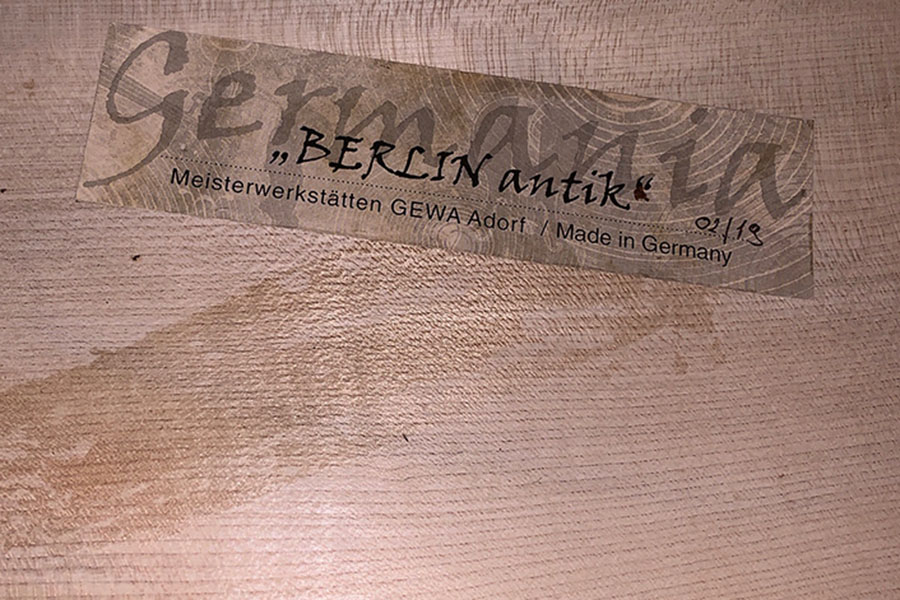 Germania
„BERLIN antik“
02/19
Meisterwerkstätten GEWA Adorf / Made in Germany